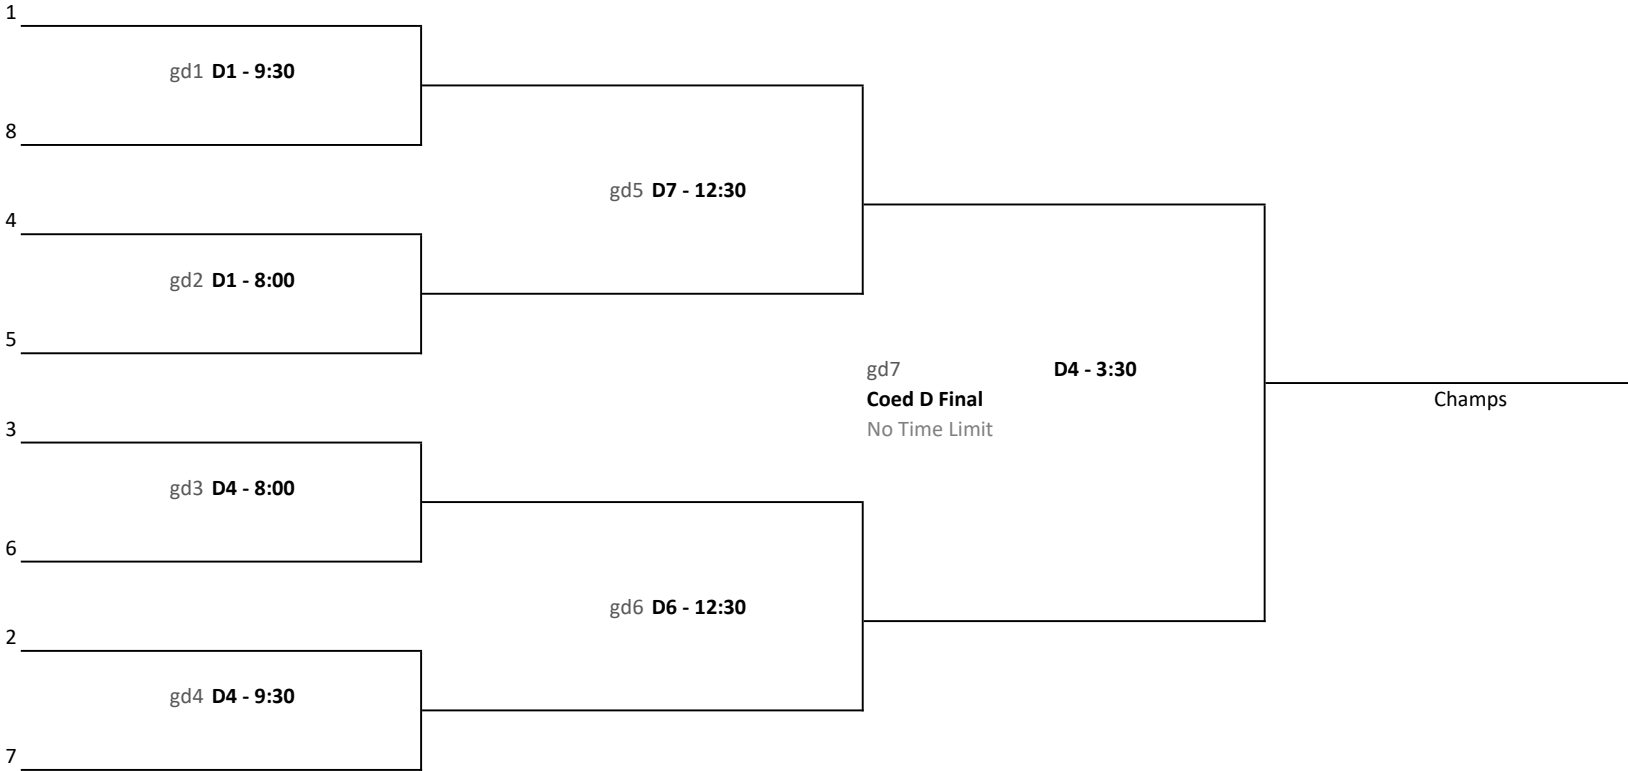 1
gd1 D1 - 9:30
8
gd5 D7 - 12:30
4
gd2 D1 - 8:00
5
gd7 D4 - 3:30
Coed D Final
Champs
No Time Limit
3
gd3 D4 - 8:00
6
gd6 D6 - 12:30
2
gd4 D4 - 9:30
7